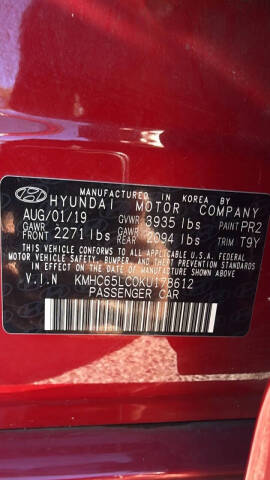 MANUFACTURED IN KOREA BY
HYUNDAI MOTOR COMPANY
AUG/01/19 GVWR 3935 lbs PAINT PR2
GAWR FRONT 2271 lbs GAWR REAR 2094 lbs TRIM T9Y
THIS VEHICLE CONFORMS TO ALL APPLICABLE U.S.A. FEDERAL
MOTOR VEHICLE SAFETY, BUMPER, AND THEFT PREVENTION
STANDARDS IN EFFECT ON THE DATE OF MANUFACTURE SHOWN ABOVE.
V.I.N KMHC65LC0KU178612
PASSENGER CAR